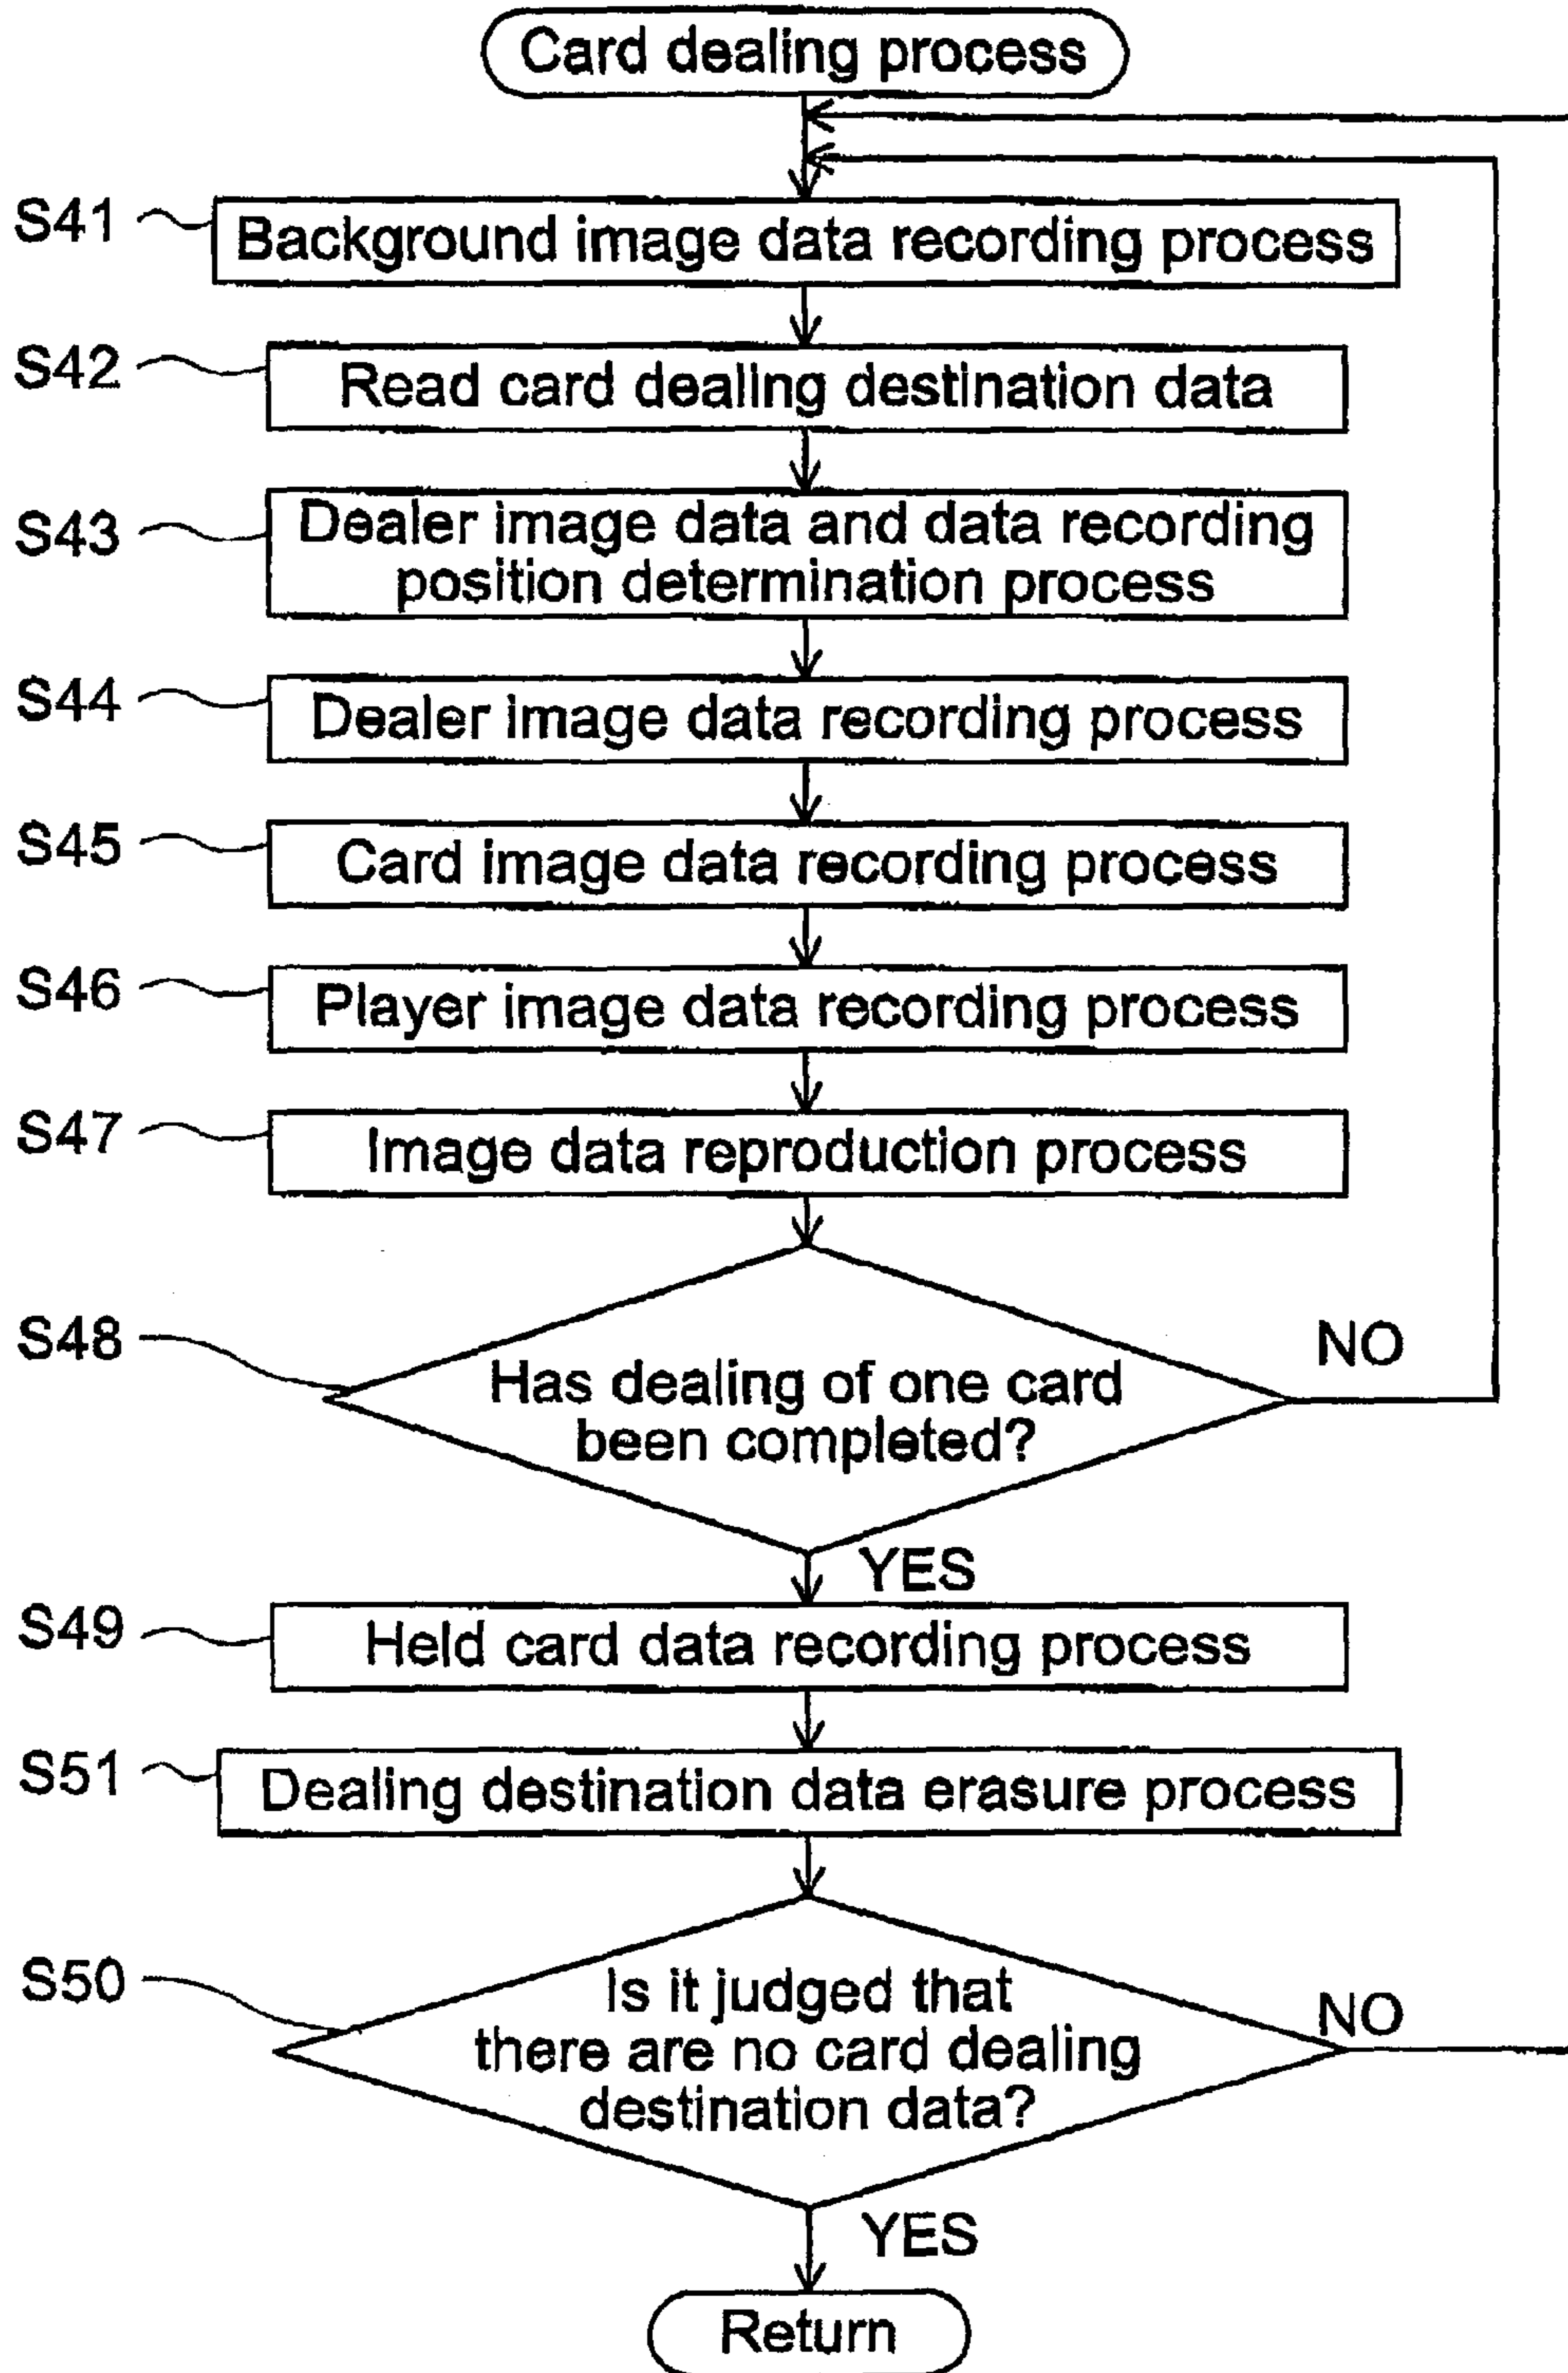 Card dealing process
S41
Background image data recording process
S42
Read card dealing destination data
S43
Dealer image data and data recording
position determination process
S44
Dealer image data recording process
S45
Card image data recording process
S46
Player image data recording process
S47
Image data reproduction process
S48
Has dealing of one card
been completed?
NO
YES
S49
Held card data recording process
S51
Dealing destination data erasure process
S50
Is it judged that
there are no card dealing
destination data?
NO
YES
Return